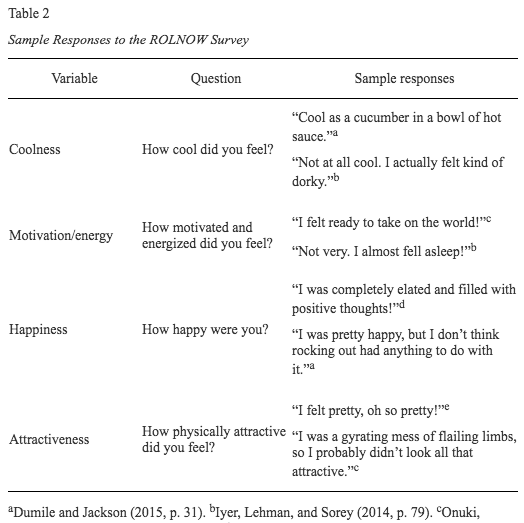 Table 2
Sample Responses to the ROLNOW Survey
Variable Question Sample responses
Coolness
How cool did you feel?
“Cool as a cucumber in a bowl of hot
sauce.”a
“Not at all cool. I actually felt kind of
dorky.”b
Motivation/energy
How motivated and
energized did you feel?
“I felt ready to take on the world!”c
“Not very. I almost fell asleep!”b
Happiness
How happy were you?
“I was completely elated and filled with
positive thoughts!”d
“I was pretty happy, but I don’t think
rocking out had anything to do with
it.”a
Attractiveness
How physically attractive
did you feel?
“I felt pretty, oh so pretty!”e
“I was a gyrating mess of flailing limbs,
so I probably didn’t look all that
attractive.”c
aDumile and Jackson (2015, p. 31). bIyer, Lehman, and Sorey (2014, p. 79). cOnuki,